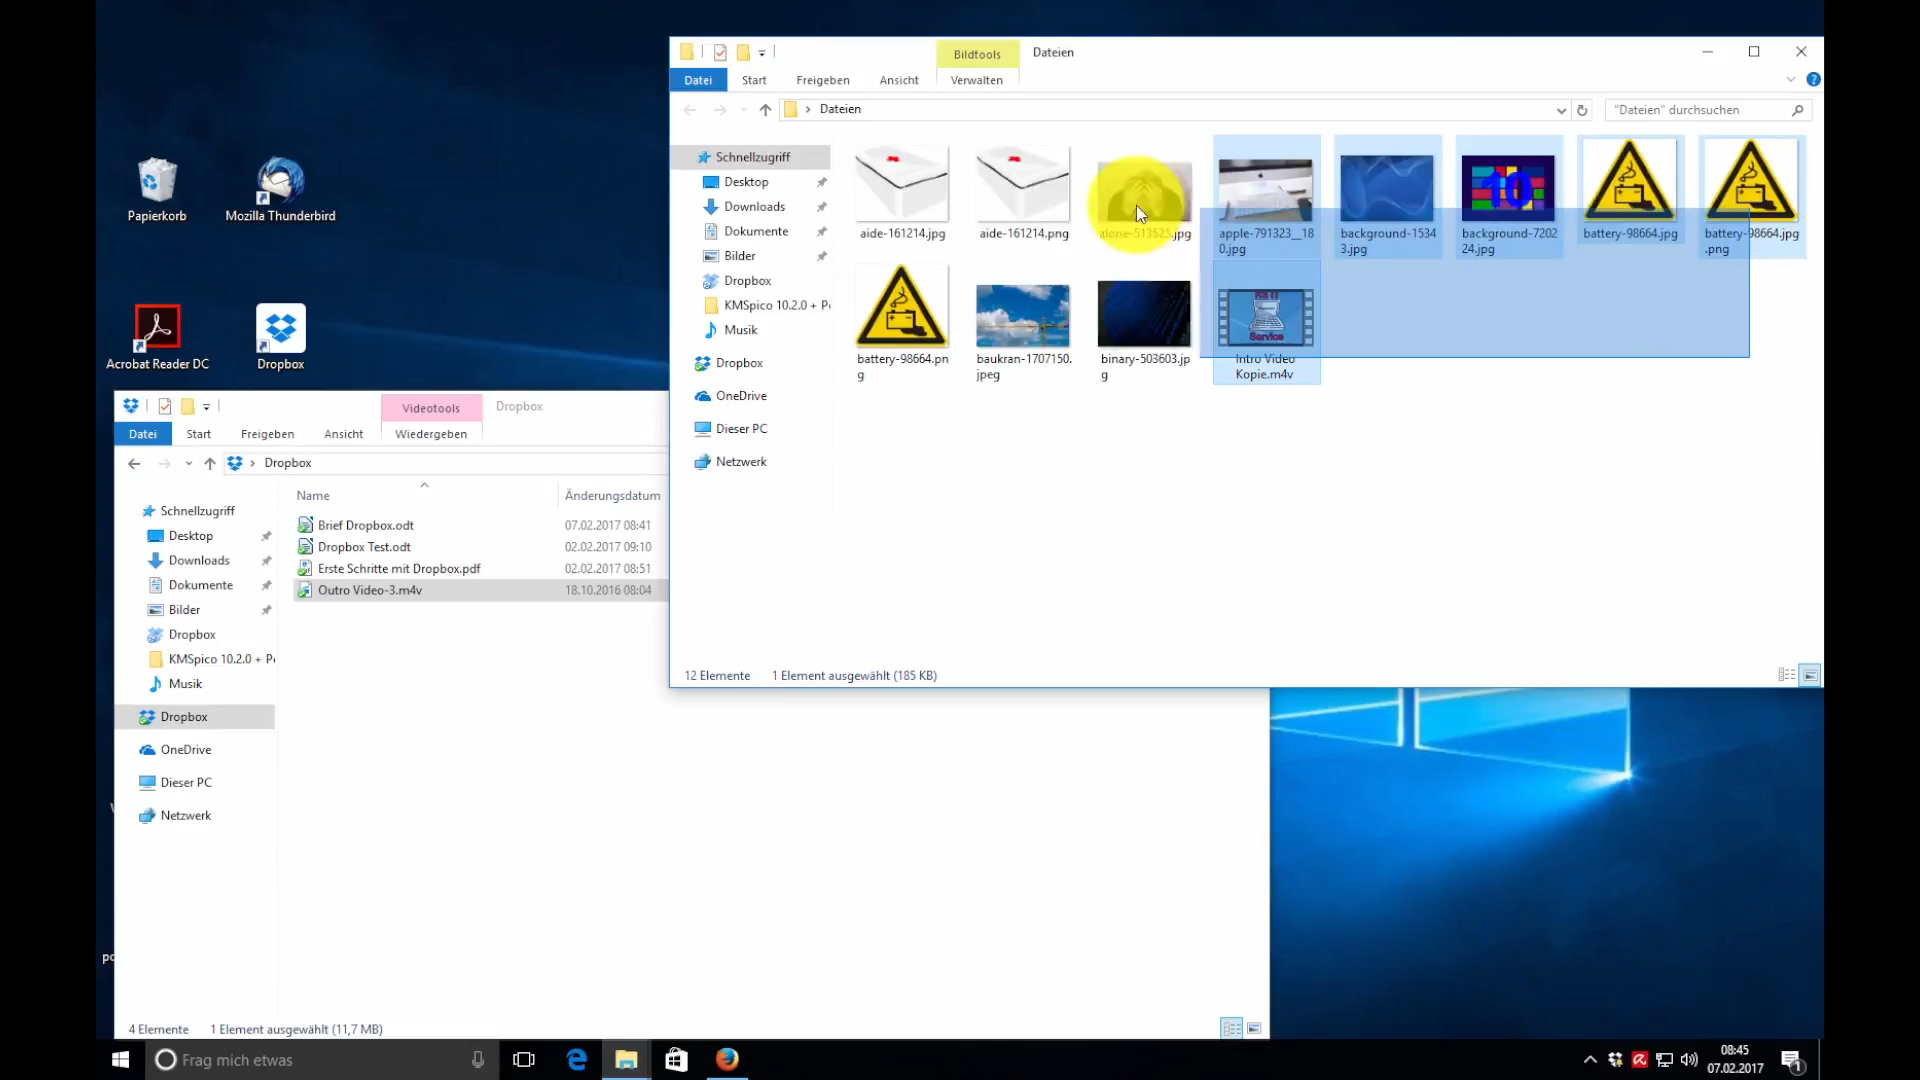 Papierkorb
Mozilla Thunderbird
Acrobat Reader DC
Dropbox
Bildtools
Dateien
Datei
Start
Freigeben
Ansicht
Verwalten
Dateien
"Dateien" durchsuchen
Schnellzugriff
Desktop
Downloads
Dokumente
Bilder
Dropbox
KMSpico 10.2.0 + P
Musik
Dropbox
OneDrive
Dieser PC
Netzwerk
aide-161214.jpg
aide-161214.png
alone-513525.jpg
apple-791323__18
0.jpg
background-1534
3.jpg
10
background-7202
24.jpg
battery-98664.jpg
battery-98664.jpg
.png
battery-98664.pn
g
baukran-1707150.
jpeg
binary-503603.jp
g
Service
Intro Video
Kopie.m4v
12 Elemente
1 Element ausgewählt (185 KB)
Videotools
Dropbox
Datei
Start
Freigeben
Ansicht
Wiedergeben
Dropbox
Name
Änderungsdatum
Brief Dropbox.odt
07.02.2017 08:41
Dropbox Test.odt
02.02.2017 09:10
Erste Schritte mit Dropbox.pdf
02.02.2017 08:51
Outro Video-3.m4v
18.10.2016 08:04
Schnellzugriff
Desktop
Downloads
Dokumente
Bilder
Dropbox
KMSpico 10.2.0 + P
Musik
Dropbox
OneDrive
Dieser PC
Netzwerk
4 Elemente
1 Element ausgewählt (11,7 MB)
Frag mich etwas
08:45
07.02.2017
1